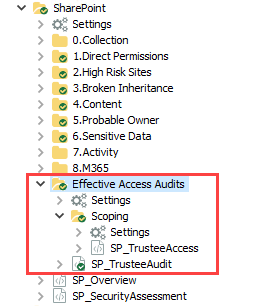 SharePoint
Settings
0.Collection
1.Direct Permissions
2.High Risk Sites
3.Broken Inheritance
4.Content
5.Probable Owner
6.Sensitive Data
7.Activity
8.M365
Effective Access Audits
Settings
Scoping
Settings
SP_TrusteeAccess
SP_TrusteeAudit
SP_Overview
SP_SecurityAssessment